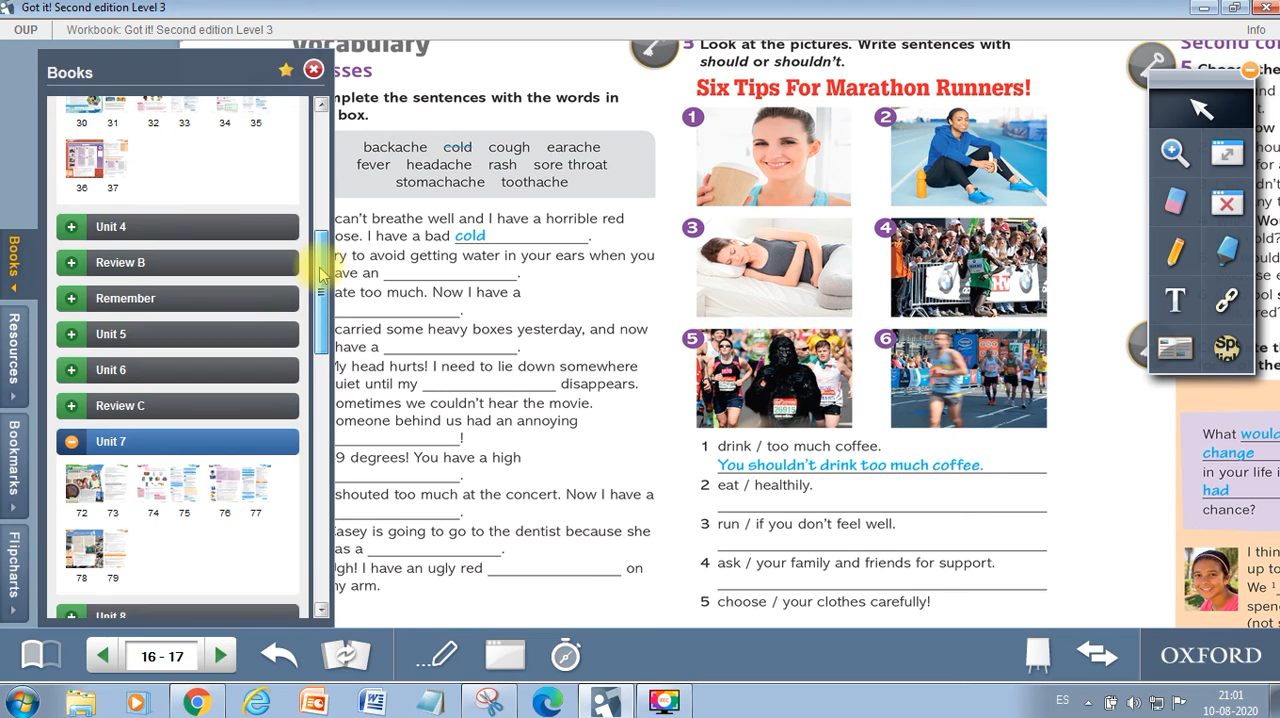 Got it! Second edition Level 3
OUP
Workbook: Got it! Second edition Level 3
Info
Books
30 31 32 33 34 35
36 37
Unit 4
Review B
Remember
Unit 5
Unit 6
Review C
Unit 7
72 73 74 75 76 77
78 79
Unit 8
Books
Resources
Bookmarks
Flipcharts
Vocabulary
sses
mplete the sentences with the words in
box.
backache cold cough earache
fever headache rash sore throat
stomachache toothache
can't breathe well and I have a horrible red
ose. I have a bad cold .
ry to avoid getting water in your ears when you
ave an .
ate too much. Now I have a
.
carried some heavy boxes yesterday, and now
have a .
My head hurts! I need to lie down somewhere
uiet until my disappears.
ometimes we couldn't hear the movie.
omeone behind us had an annoying
!
9 degrees! You have a high
.
shouted too much at the concert. Now I have a
.
asey is going to go to the dentist because she
as a .
gh! I have an ugly red on
ny arm.
3 Look at the pictures. Write sentences with
should or shouldn't.
Six Tips For Marathon Runners!
1
2
3
4
5
6
26915
1 drink / too much coffee.
You shouldn't drink too much coffee.
2 eat / healthily.
3 run / if you don't feel well.
4 ask / your family and friends for support.
5 choose / your clothes carefully!
Second co
5
What would
change
in your life i
had
chance?
I thin
up to
We 1
spen
(not s
T
Sp
16 - 17
OXFORD
ES
21:01
10-08-2020